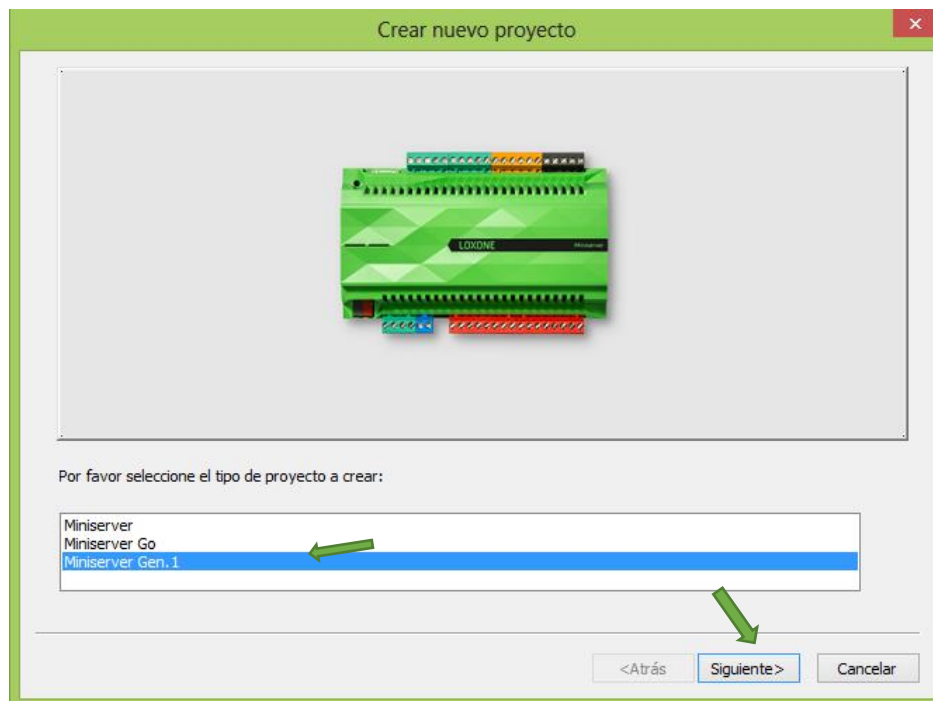 Crear nuevo proyecto
LOXONE
Miniserver
Por favor seleccione el tipo de proyecto a crear:
Miniserver
Miniserver Go
Miniserver Gen.1
<Atrás
Siguiente>
Cancelar